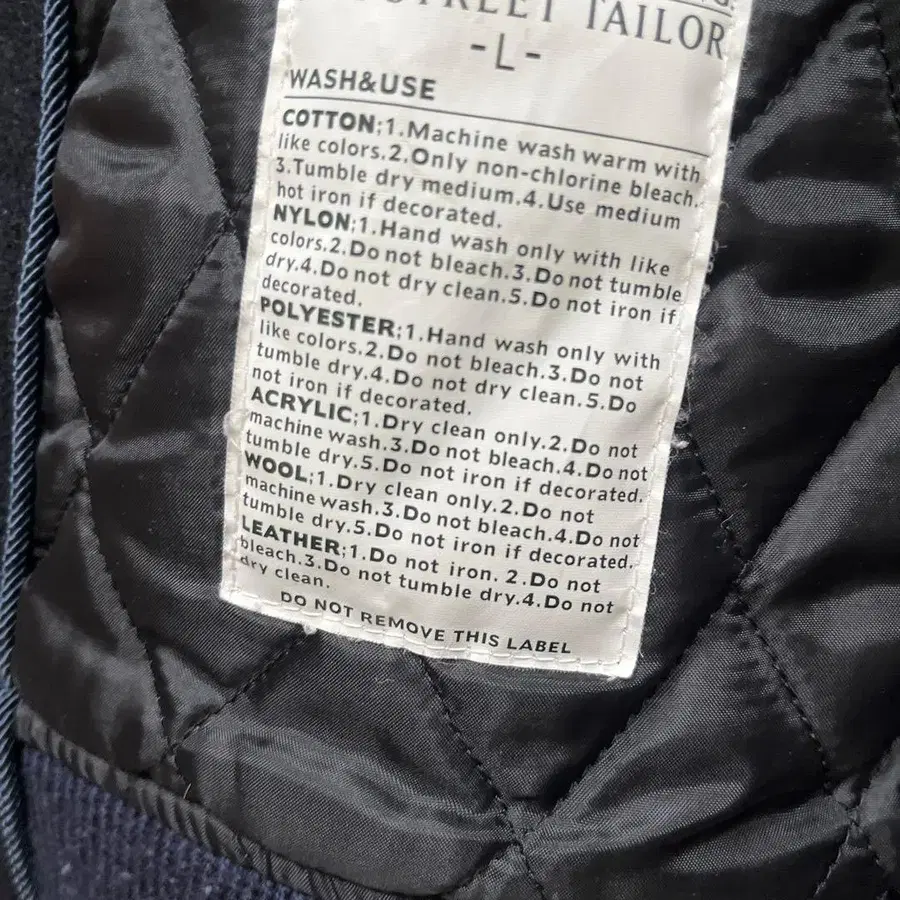 STREET TAILOR
-L-
WASH&USE
COTTON;1.Machine wash warm with
like colors.2.Only non-chlorine bleach.
3.Tumble dry medium.4.Use medium
hot iron if decorated.
NYLON;1.Hand wash only with like
colors.2.Do not bleach.3.Do not tumble
dry.4.Do not dry clean.5.Do not iron if
decorated.
POLYESTER;1.Hand wash only with
like colors.2.Do not bleach.3.Do not
tumble dry.4.Do not dry clean.5.Do
not iron if decorated.
ACRYLIC;1.Dry clean only.2.Do not
machine wash.3.Do not bleach.4.Do not
tumble dry.5.Do not iron if decorated.
WOOL;1.Dry clean only.2.Do not
machine wash.3.Do not bleach.4.Do not
tumble dry.5.Do not iron if decorated.
LEATHER;1.Do not iron. 2.Do not
bleach.3.Do not tumble dry.4.Do not
dry clean.
DO NOT REMOVE THIS LABEL